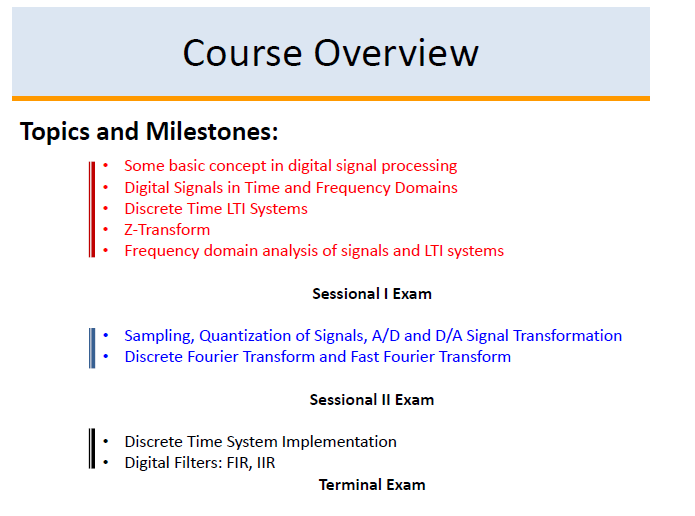 Course Overview
Topics and Milestones:
• Some basic concept in digital signal processing
• Digital Signals in Time and Frequency Domains
• Discrete Time LTI Systems
• Z-Transform
• Frequency domain analysis of signals and LTI systems
Sessional I Exam
• Sampling, Quantization of Signals, A/D and D/A Signal Transformation
• Discrete Fourier Transform and Fast Fourier Transform
Sessional II Exam
• Discrete Time System Implementation
• Digital Filters: FIR, IIR
Terminal Exam